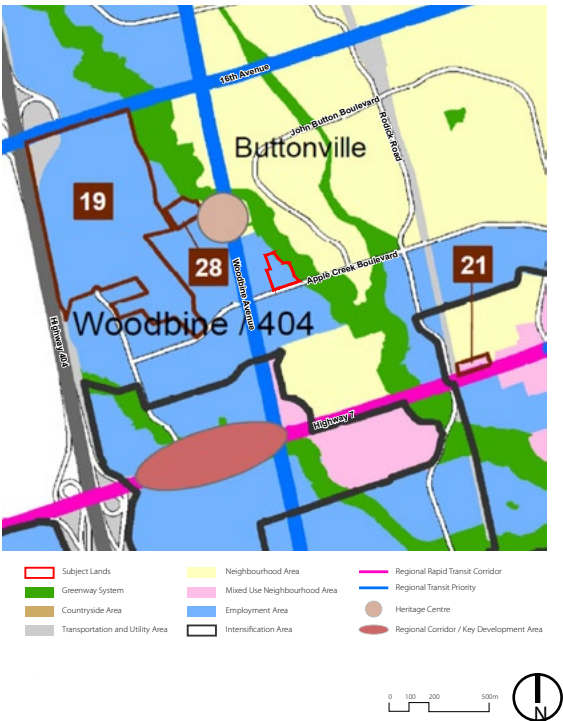 16th Avenue
John Button Boulevard
Rodick Road
Buttonville
19
28
21
Woodbine Avenue
Apple Creek Boulevard
Woodbine / 404
Highway 404
Highway 7
Subject Lands
Greenway System
Countryside Area
Transportation and Utility Area
Neighbourhood Area
Mixed Use Neighbourhood Area
Employment Area
Intensification Area
Regional Rapid Transit Corridor
Regional Transit Priority
Heritage Centre
Regional Corridor / Key Development Area
0 100 200 500m
N